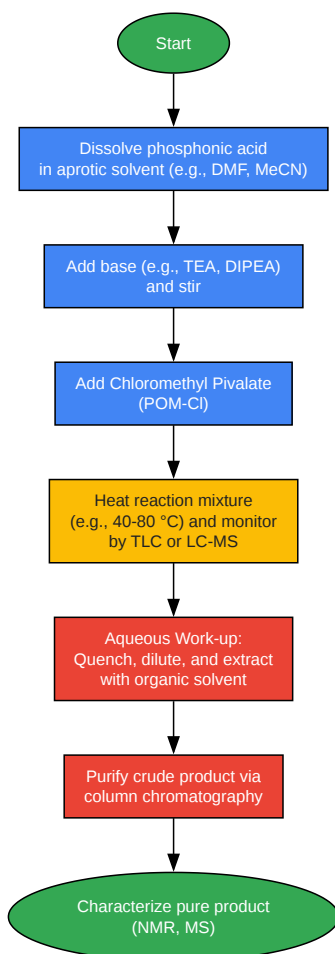 Start
Dissolve phosphonic acid
in aprotic solvent (e.g., DMF, MeCN)
Add base (e.g., TEA, DIPEA)
and stir
Add Chloromethyl Pivalate
(POM-Cl)
Heat reaction mixture
(e.g., 40-80 °C) and monitor
by TLC or LC-MS
Aqueous Work-up:
Quench, dilute, and extract
with organic solvent
Purify crude product via
column chromatography
Characterize pure product
(NMR, MS)